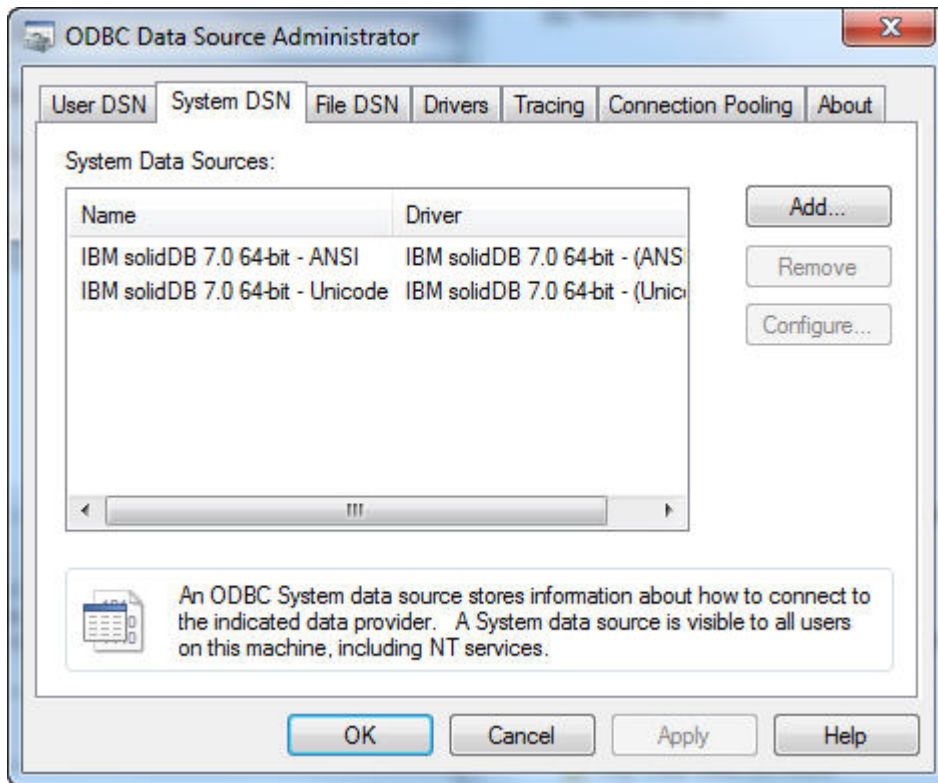 ODBC Data Source Administrator
User DSN System DSN File DSN Drivers Tracing Connection Pooling About
System Data Sources:
Name Driver
IBM solidDB 7.0 64-bit - ANSI IBM solidDB 7.0 64-bit - (ANS
IBM solidDB 7.0 64-bit - Unicode IBM solidDB 7.0 64-bit - (Unic
Add...
Remove
Configure...
An ODBC System data source stores information about how to connect to
the indicated data provider. A System data source is visible to all users
on this machine, including NT services.
OK Cancel Apply Help